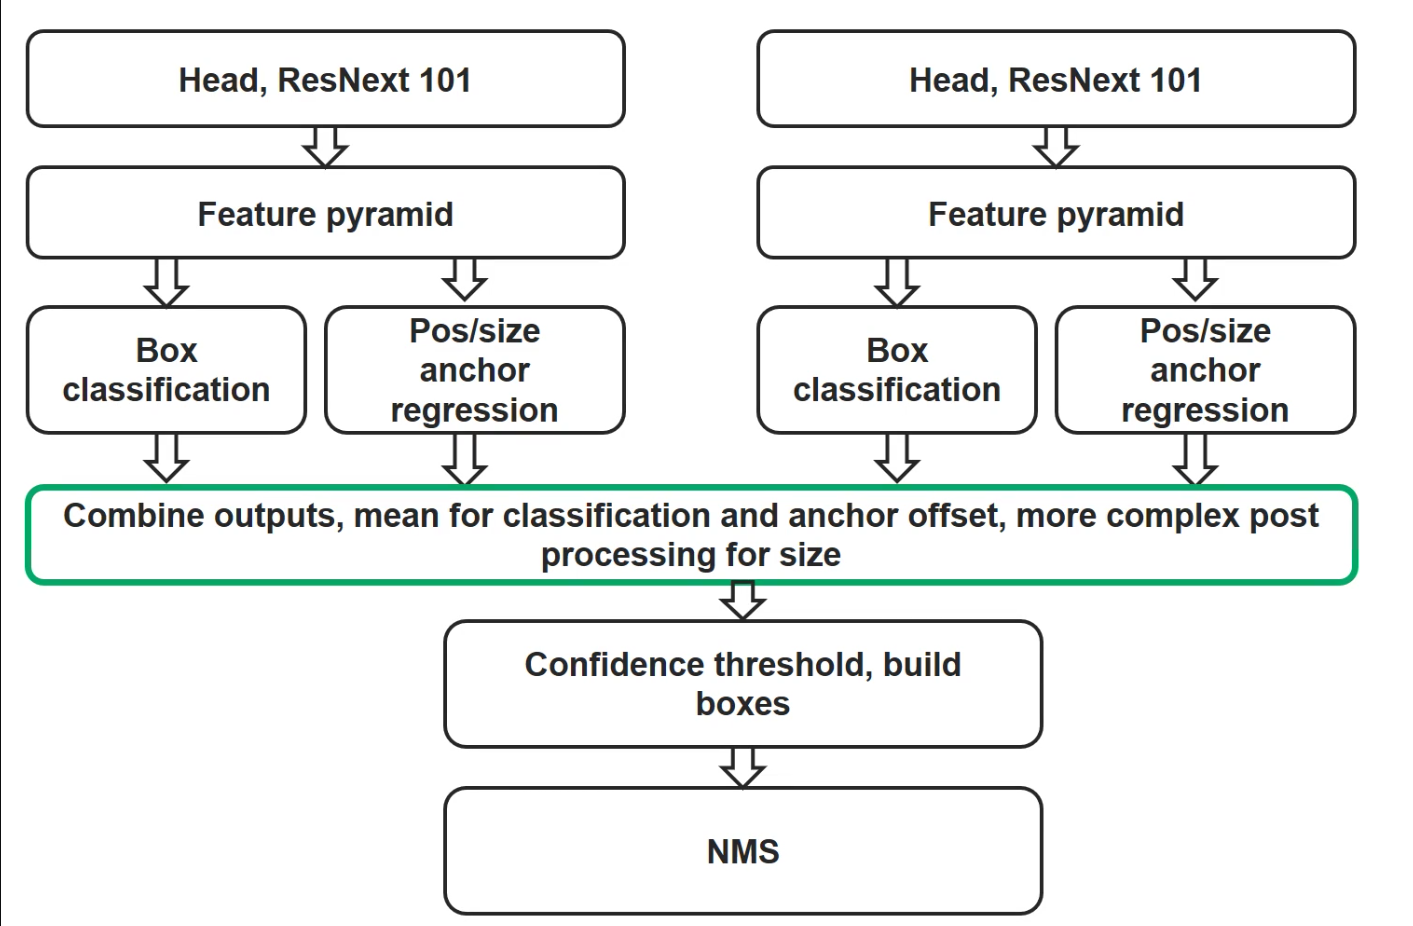 Head, ResNext 101
Head, ResNext 101
Feature pyramid
Feature pyramid
Box
classification
Pos/size
anchor
regression
Box
classification
Pos/size
anchor
regression
Combine outputs, mean for classification and anchor offset, more complex post
processing for size
Confidence threshold, build
boxes
NMS